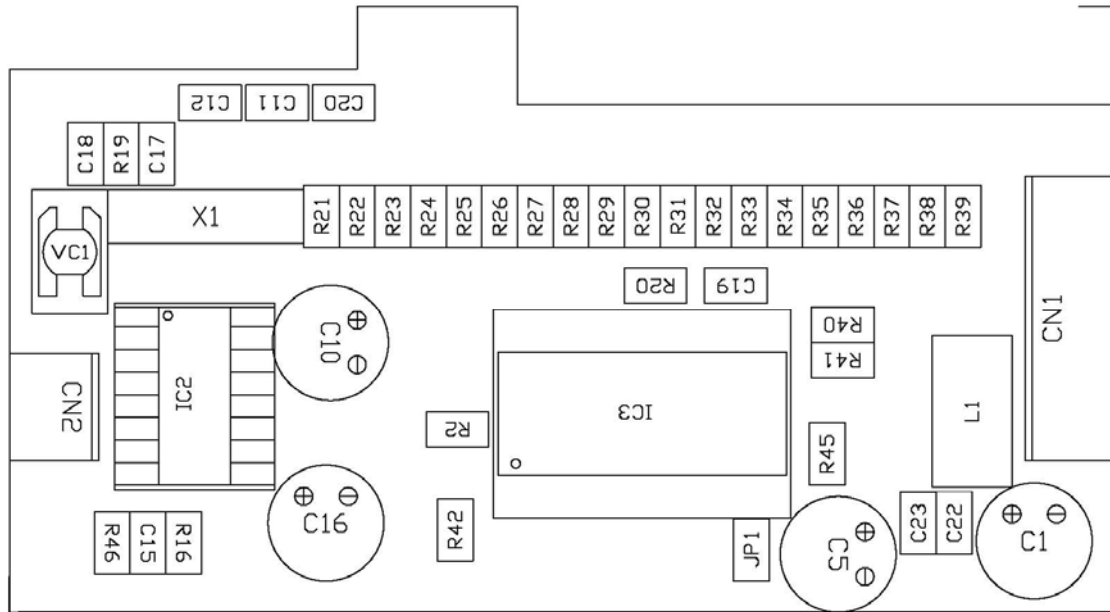 C12 C11 C20
C18 R19 C17
X1 R21 R22 R23 R24 R25 R26 R27 R28 R29 R30 R31 R32 R33 R34 R35 R36 R37 R38 R39
VC1
R20 C19
CN1
C10
R40
R41
CN2
IC2
IC3
L1
R2
R45
C16
R42
C23 C22
R46 C15 R16
JP1
C5
C1